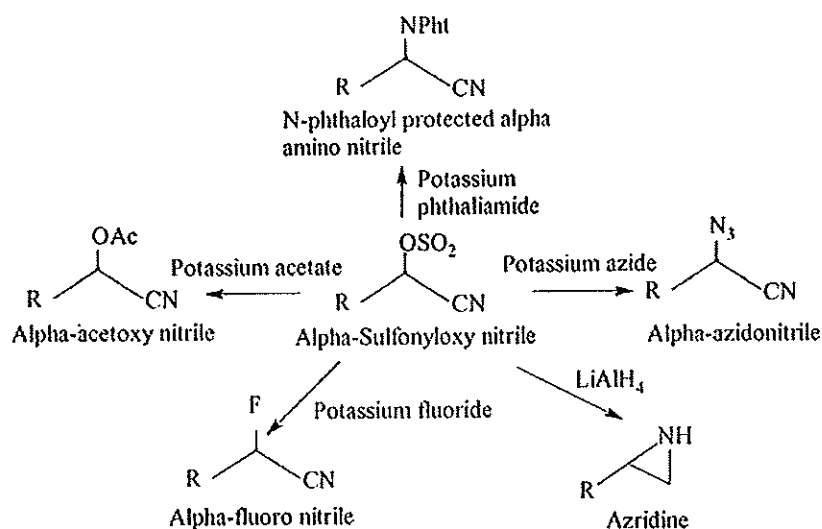 NPht
R
CN
N-phthaloyl protected alpha
amino nitrile
Potassium
phthaliamide
OAc
R
CN
Alpha-acetoxy nitrile
Potassium acetate
OSO₂
R
CN
Alpha-Sulfonyloxy nitrile
Potassium azide
N₃
R
CN
Alpha-azidonitrile
Potassium fluoride
F
R
CN
Alpha-fluoro nitrile
LiAlH₄
NH
R
Azridine